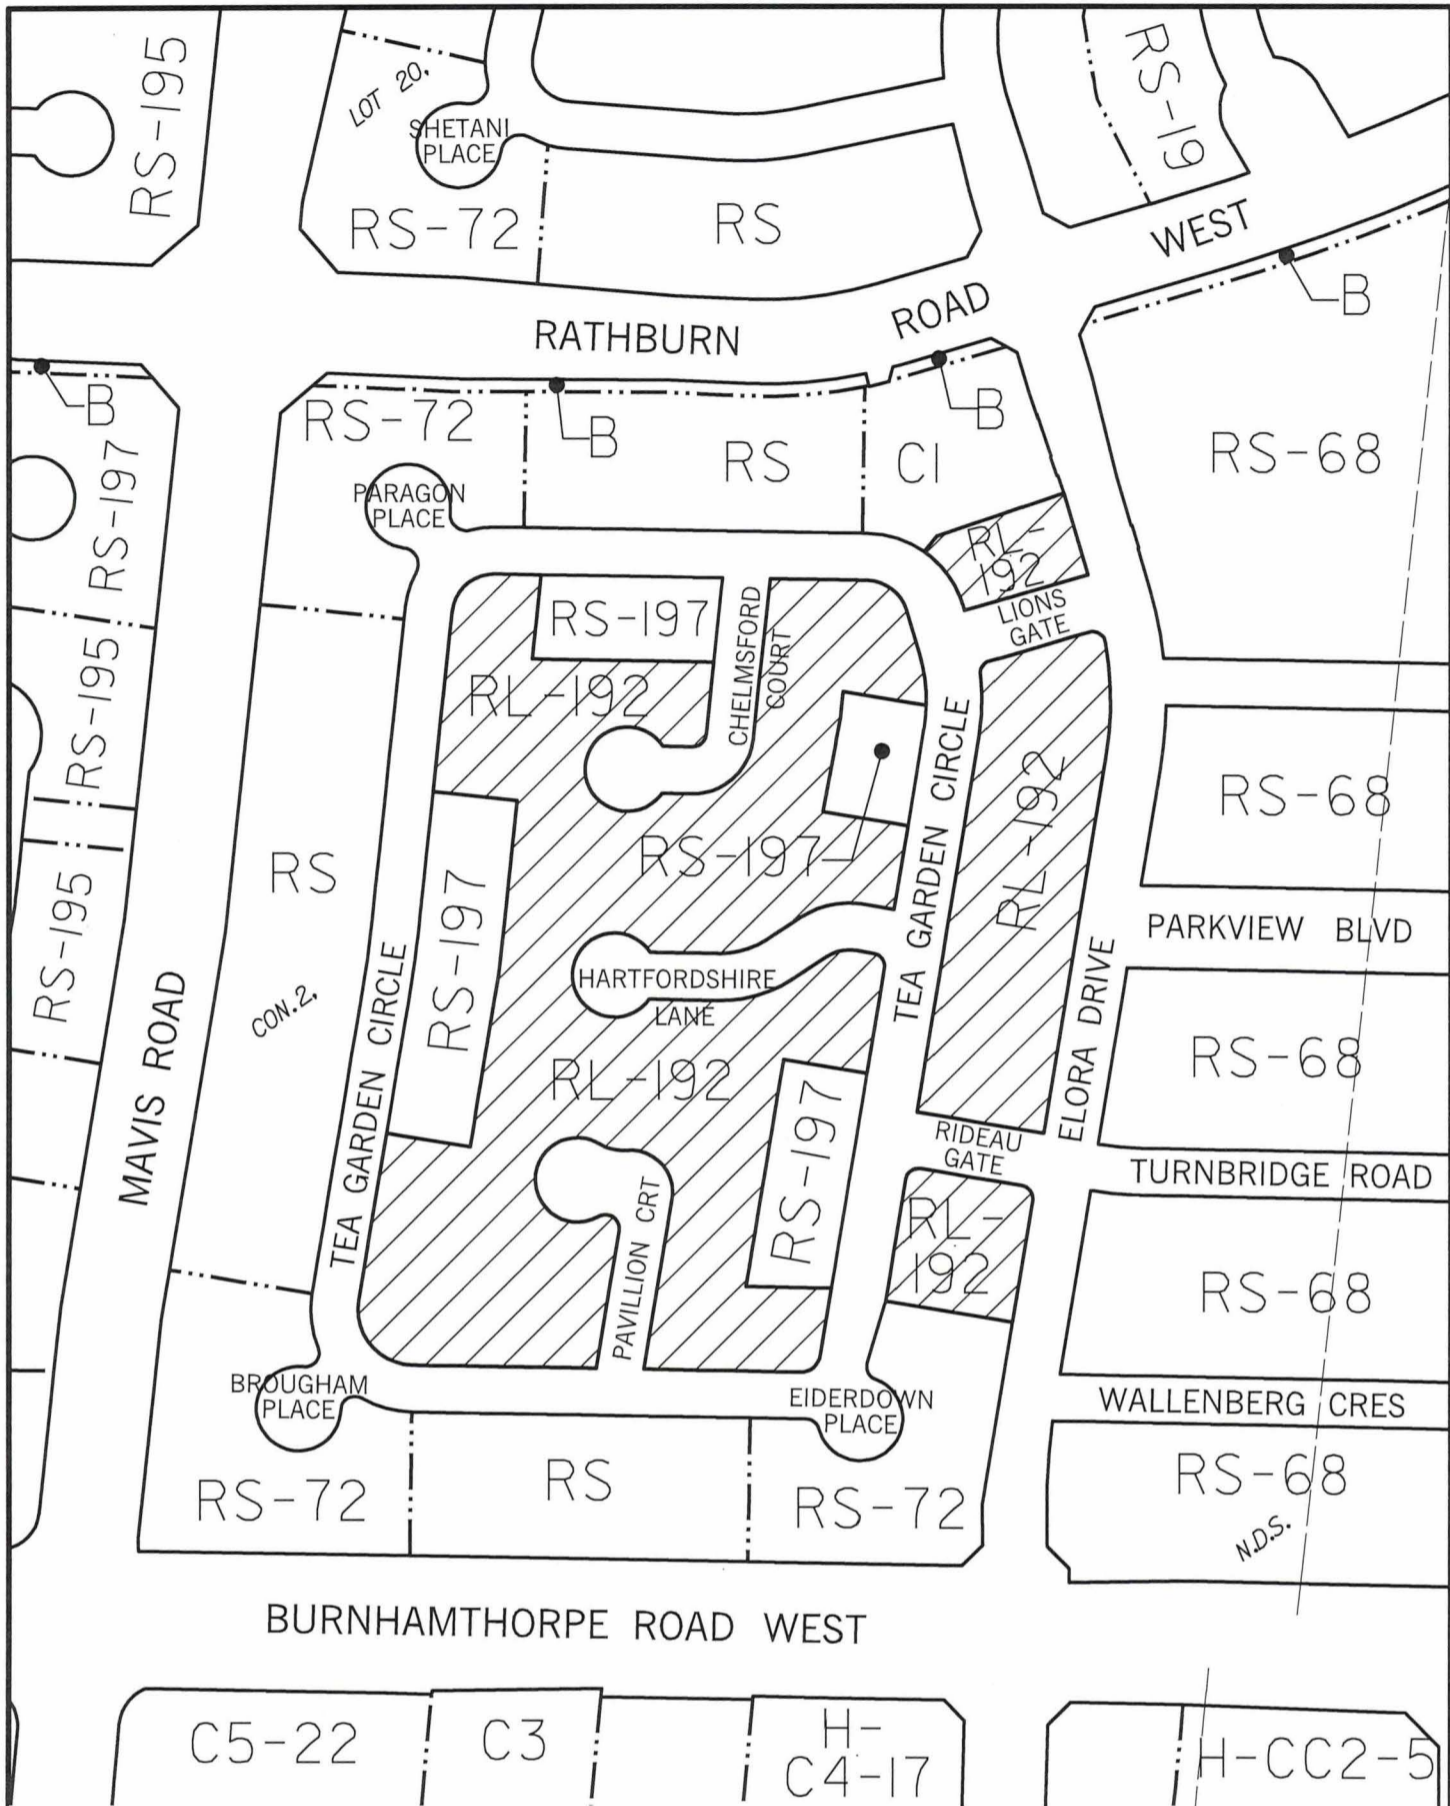 RS-195
LOT 20,
SHETANI
PLACE
RS-19
RS-72
RS
WEST
ROAD
RATHBURN
B
B
B
B
RS-72
RS
C1
RS-68
PARAGON
PLACE
RS-197
RL-
192
LIONS
GATE
RS-197
CHELMSFORD
COURT
RL-192
RS-195
RL-192
TEA GARDEN CIRCLE
RS-68
RS-197
RS
RS-197
RS-195
PARKVIEW BLVD
HARTFORDSHIRE
LANE
CON.2,
TEA GARDEN CIRCLE
MAVIS ROAD
ELORA DRIVE
RS-68
RL-192
RS-197
RIDEAU
GATE
TURNBRIDGE ROAD
RL-
192
PAVILLION CRT
RS-68
BROUGHAM
PLACE
EIDERDOWN
PLACE
WALLENBERG CRES
RS-72
RS
RS-72
RS-68
N.D.S.
BURNHAMTHORPE ROAD WEST
C5-22
C3
H-
C4-17
H-CC2-5